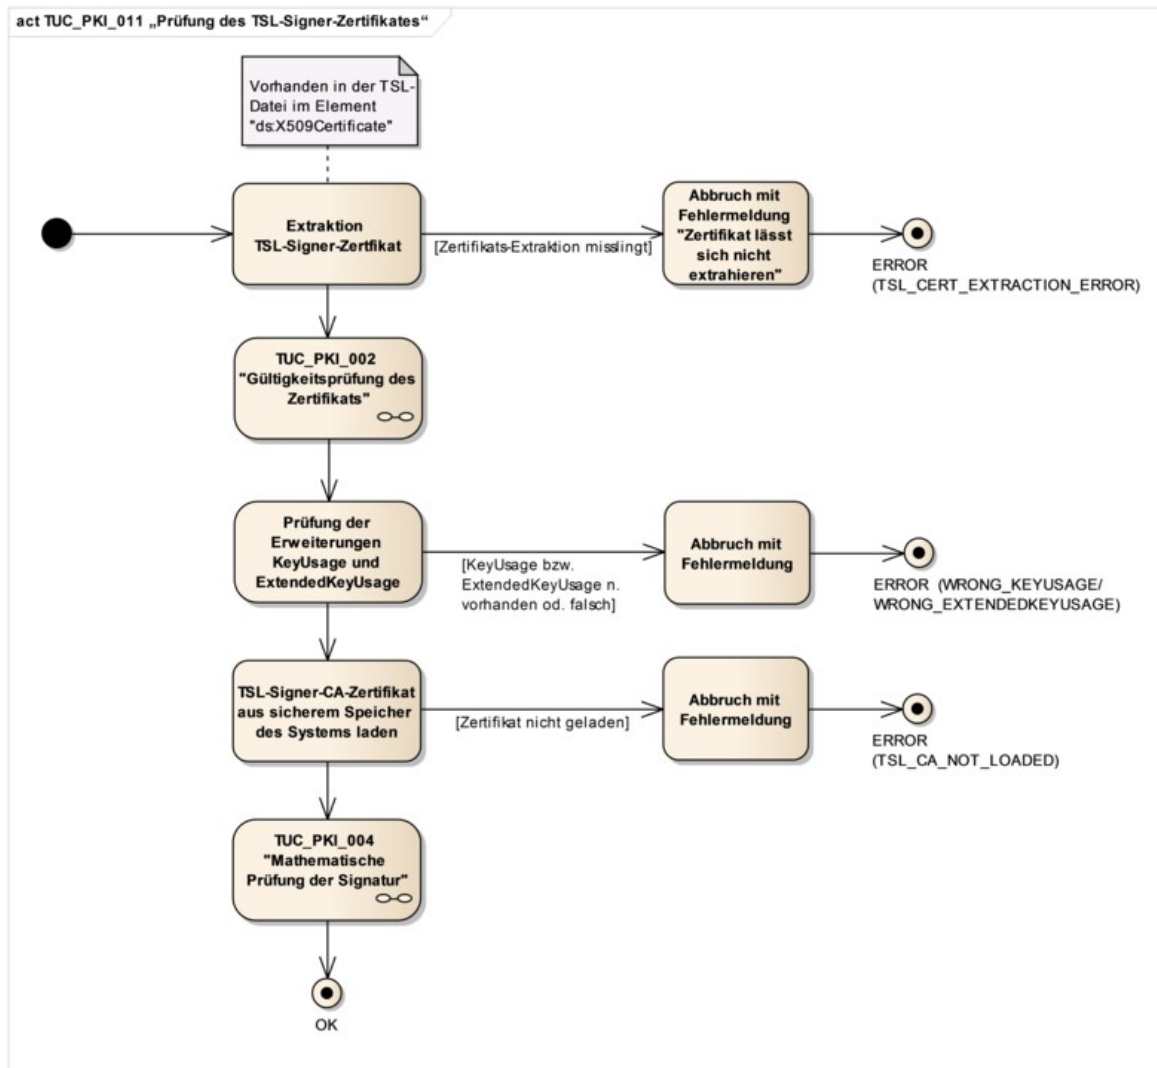 act TUC_PKI_011 „Prüfung des TSL-Signer-Zertifikates“
Vorhanden in der TSL-
Datei im Element
"ds:X509Certificate"
Extraktion
TSL-Signer-Zertfikat
[Zertifikats-Extraktion misslingt]
Abbruch mit
Fehlermeldung
"Zertifikat lässt
sich nicht
extrahieren"
ERROR
(TSL_CERT_EXTRACTION_ERROR)
TUC_PKI_002
"Gültigkeitsprüfung des
Zertifikats"
Prüfung der
Erweiterungen
KeyUsage und
ExtendedKeyUsage
[KeyUsage bzw.
ExtendedKeyUsage n.
vorhanden od. falsch]
Abbruch mit
Fehlermeldung
ERROR (WRONG_KEYUSAGE/
WRONG_EXTENDEDKEYUSAGE)
TSL-Signer-CA-Zertifikat
aus sicherem Speicher
des Systems laden
[Zertifikat nicht geladen]
Abbruch mit
Fehlermeldung
ERROR
(TSL_CA_NOT_LOADED)
TUC_PKI_004
"Mathematische
Prüfung der Signatur"
OK